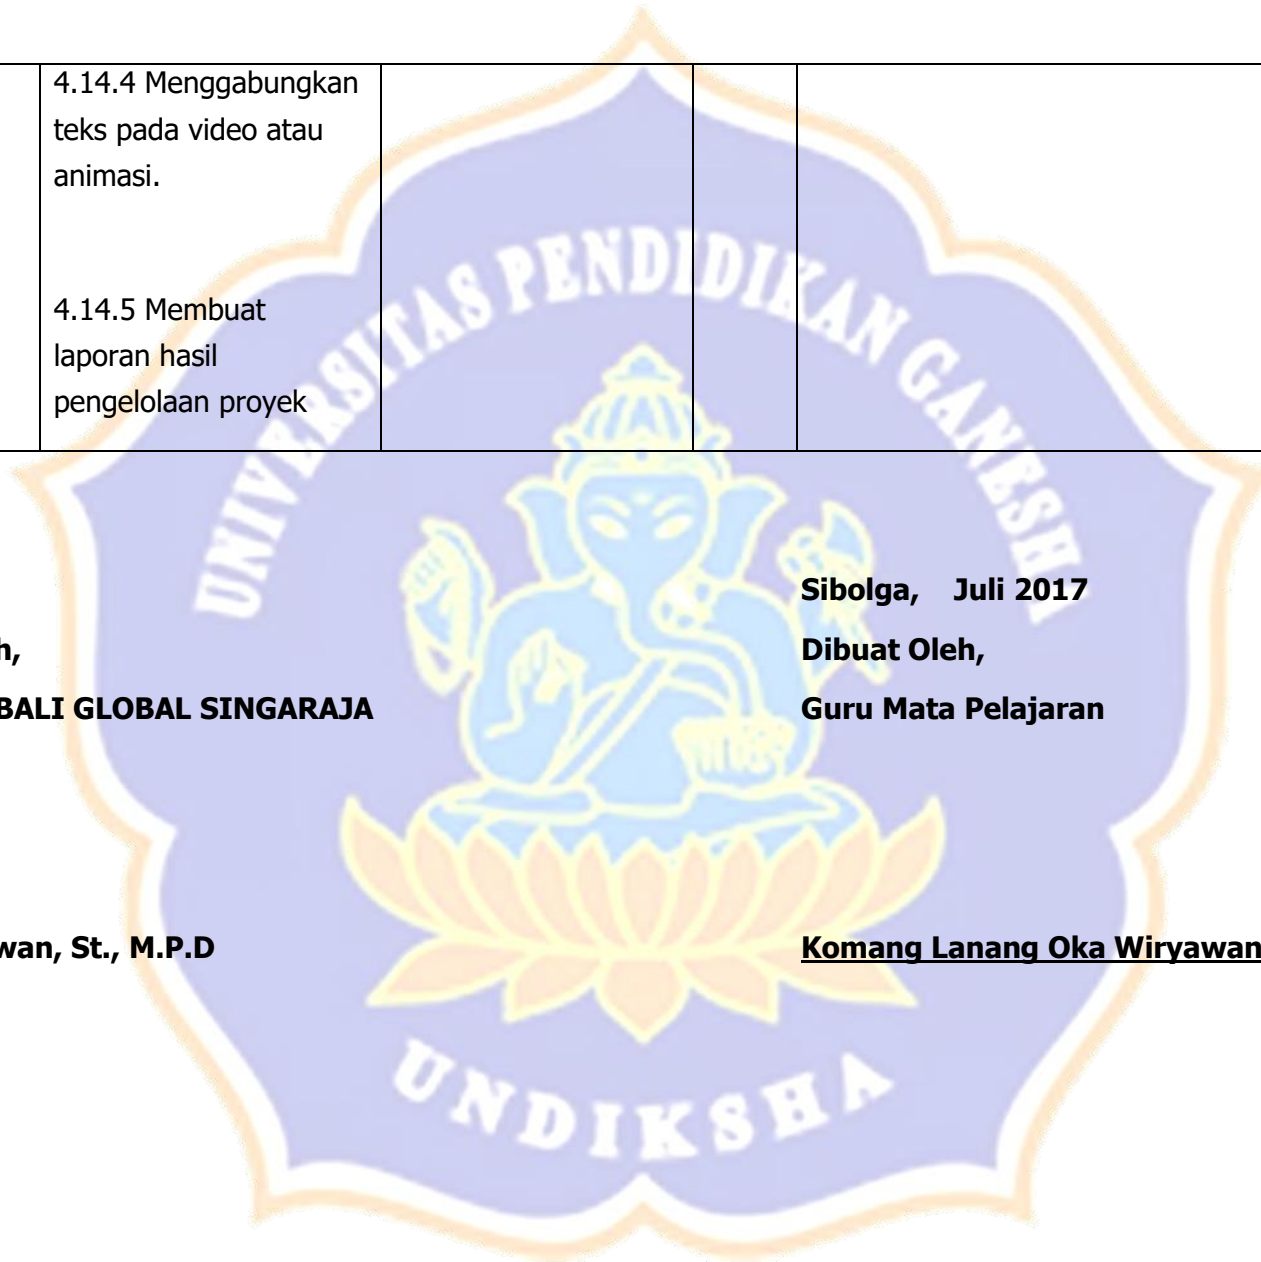 4.14.4 Menggabungkan
teks pada video atau
animasi.
4.14.5 Membuat
laporan hasil
pengelolaan proyek
UNIVERSITAS PENDIDIKAN GANESHA
Sibolga, Juli 2017
h,
Dibuat Oleh,
BALI GLOBAL SINGARAJA
Guru Mata Pelajaran
wan, St., M.P.D
Komang Lanang Oka Wiryawan
UNDIKSHA